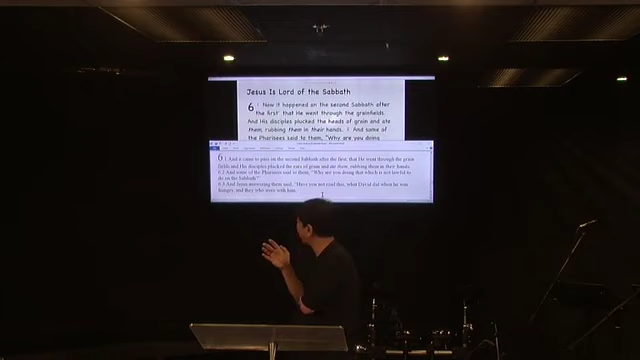 Jesus Is Lord of the Sabbath
6 1 Now it happened on the second Sabbath after
the first that He went through the grainfields.
And His disciples plucked the heads of grain and ate
them, rubbing them in their hands. 2 And some of
the Pharisees said to them, "Why are you doing
6 1 And it came to pass on the second Sabbath after the first, that He went through the grain
fields and His disciples plucked the ears of grain and ate them, rubbing them in their hands.
6 2 And some of the Pharisees said to them, "Why are you doing that which is not lawful to
do on the Sabbath?"
6 3 And Jesus answering them said, "Have you not read this, what David did when he was
hungry, and they who were with him.